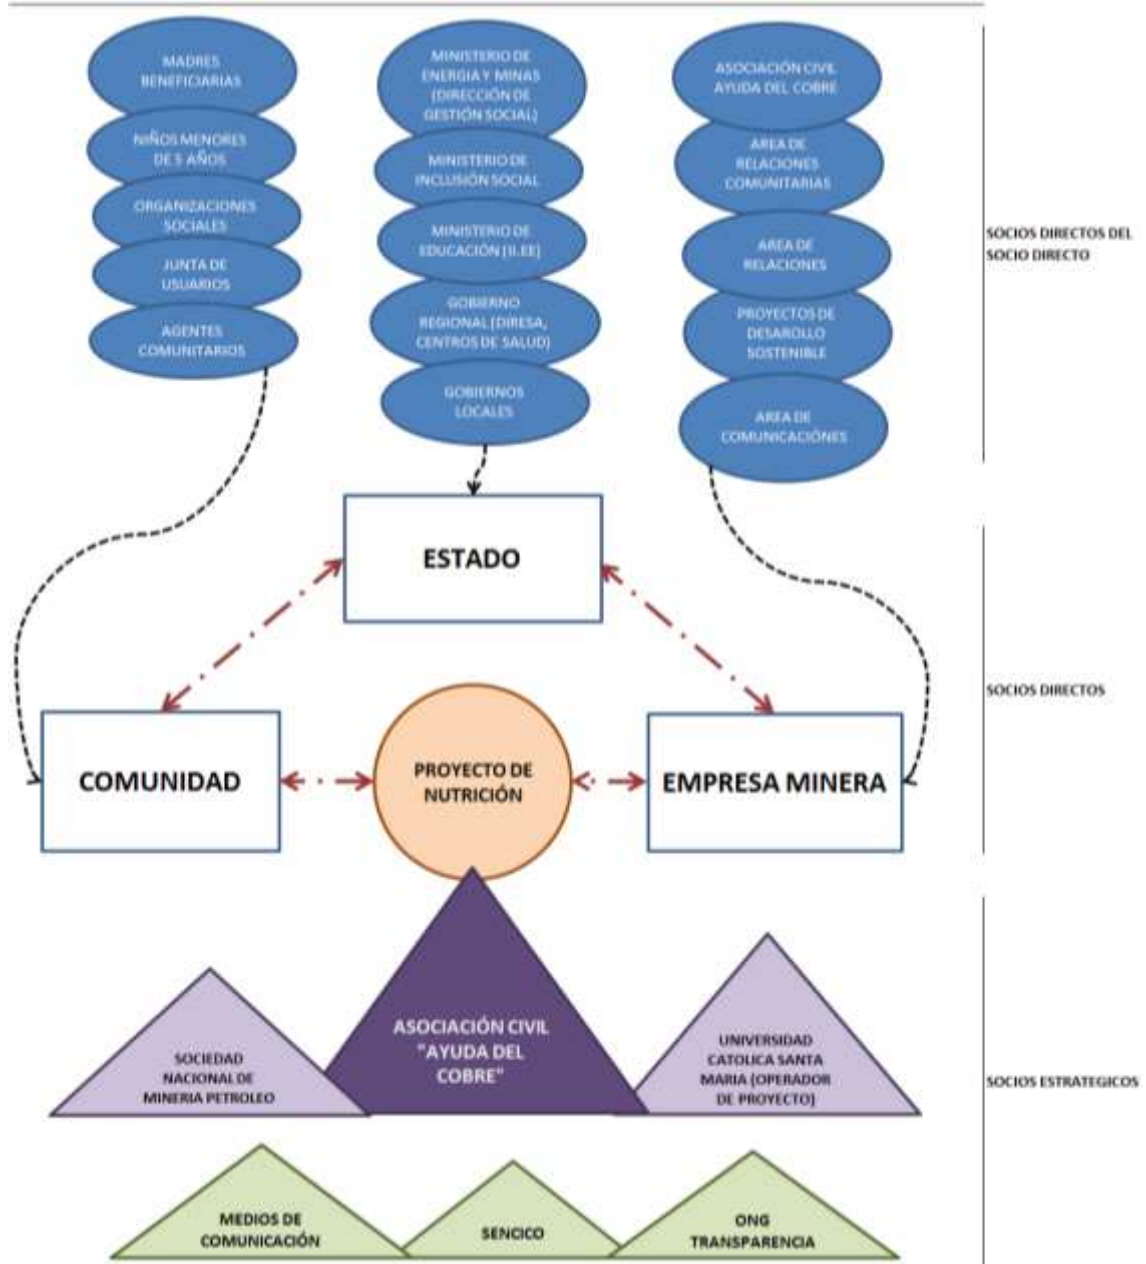 MADRES
BENEFICIARIAS
NIÑOS MENORES
DE 5 AÑOS
ORGANIZACIONES
SOCIALES
JUNTA DE
USUARIOS
AGENTES
COMUNITARIOS
MINISTERIO DE
ENERGIA Y MINAS
(DIRECCIÓN DE
GESTIÓN SOCIAL)
MINISTERIO DE
INCLUSIÓN SOCIAL
MINISTERIO DE
EDUCACIÓN (II.EE)
GOBIERNO
REGIONAL (DIRESA,
CENTROS DE SALUD)
GOBIERNOS
LOCALES
ASOCIACIÓN CIVIL
AYUDA DEL COBRE
AREA DE
RELACIONES
COMUNITARIAS
AREA DE
RELACIONES
PROYECTOS DE
DESAROLLO
SOSTENIBLE
AREA DE
COMUNICACIÓNES
SOCIOS DIRECTOS DEL
SOCIO DIRECTO
ESTADO
COMUNIDAD
PROYECTO DE
NUTRICIÓN
EMPRESA MINERA
SOCIOS DIRECTOS
SOCIEDAD
NACIONAL DE
MINERIA PETROLEO
ASOCIACIÓN CIVIL
"AYUDA DEL
COBRE"
UNIVERSIDAD
CATOLICA SANTA
MARIA (OPERADOR
DE PROYECTO)
SOCIOS ESTRATEGICOS
MEDIOS DE
COMUNICACIÓN
SENCICO
ONG
TRANSPARENCIA